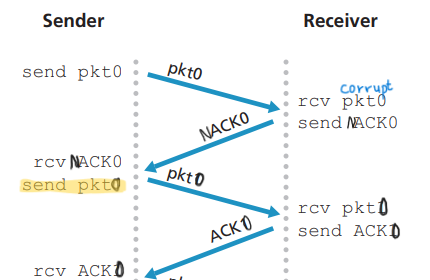 Sender
Receiver
send pkt0
pkt0
corrupt
rcv pkt0
send NACK0
NACK0
rcv NACK0
send pkt0
pkt0
rcv pkt0
send ACK0
ACK0
rcv ACK0